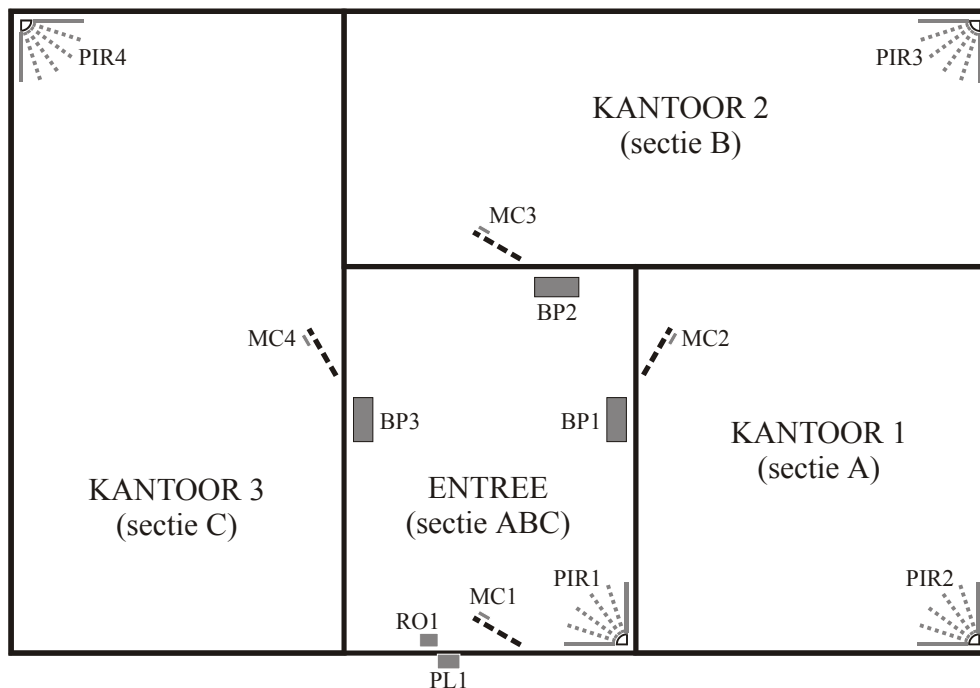 PIR4
PIR3
KANTOOR 2
(sectie B)
MC3
BP2
MC4
MC2
BP3
BP1
KANTOOR 1
(sectie A)
KANTOOR 3
(sectie C)
ENTREE
(sectie ABC)
PIR1
PIR2
MC1
RO1
PL1